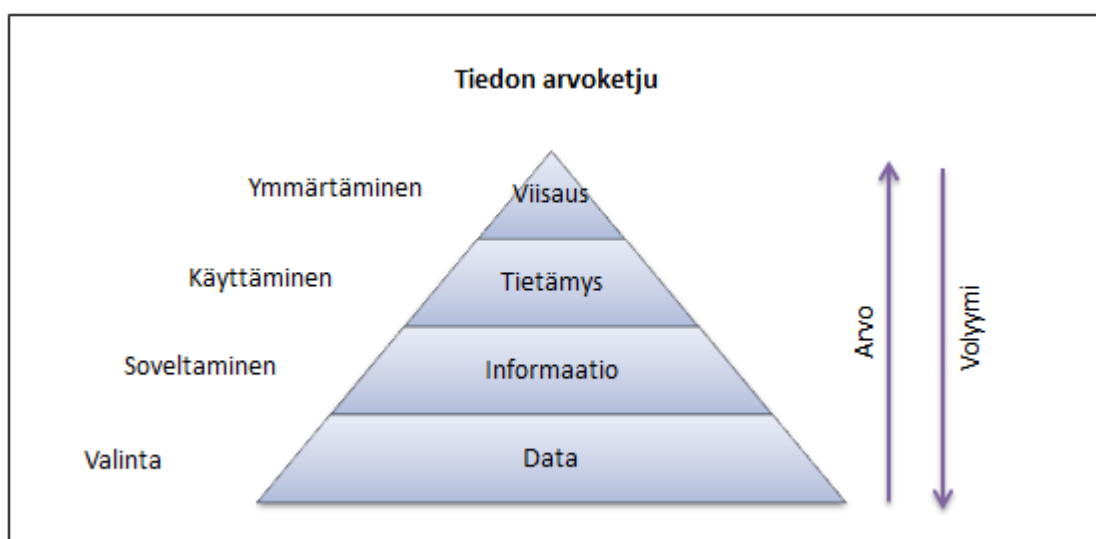 Tiedon arvoketju
Ymmärtäminen
Viisaus
Käyttäminen
Tietämys
Soveltaminen
Informaatio
Valinta
Data
Arvo
Volyymi